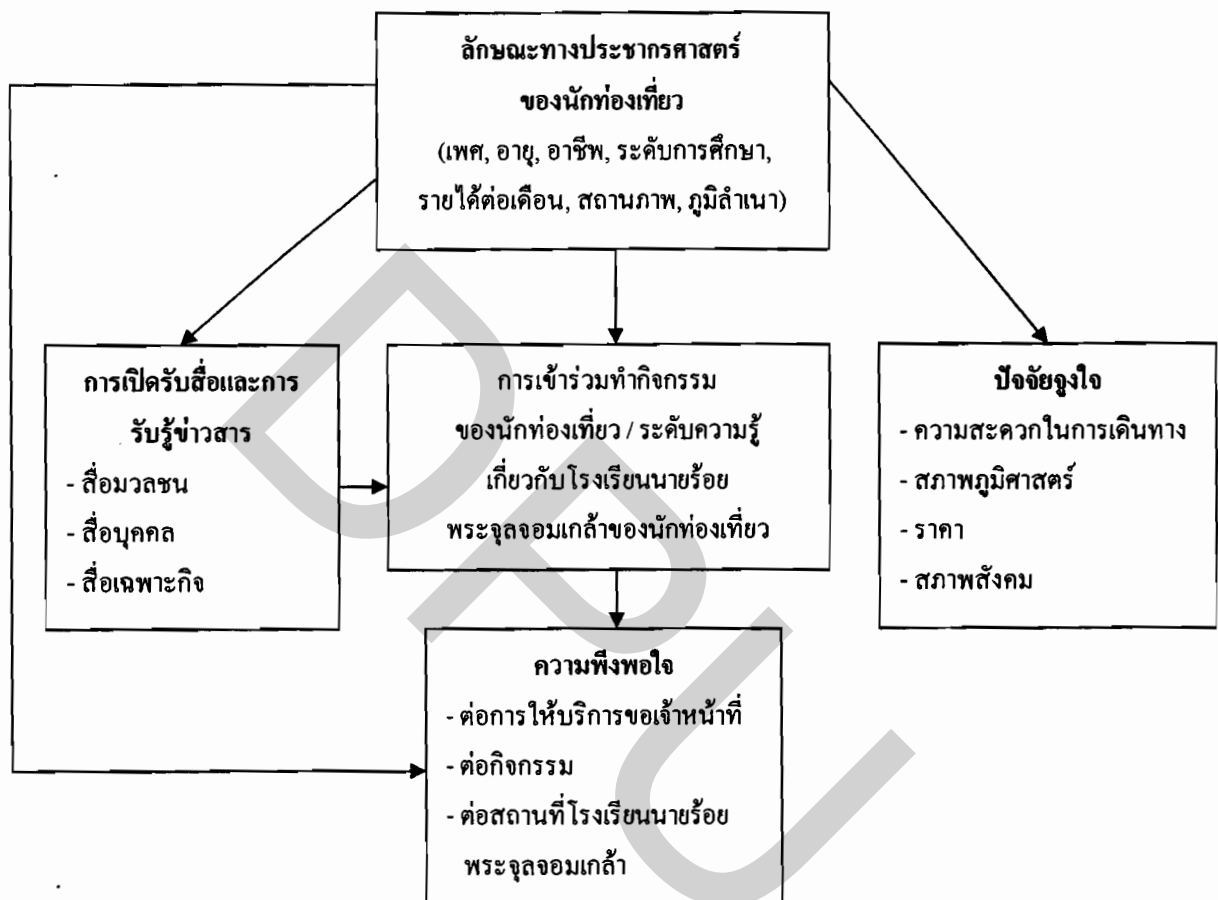 ลักษณะทางประชากรศาสตร์
ของนักท่องเที่ยว
(เพศ, อายุ, อาชีพ, ระดับการศึกษา,
รายได้ต่อเดือน, สถานภาพ, ภูมิลำเนา)
การเปิดรับสื่อและการ
รับรู้ข่าวสาร
- สื่อมวลชน
- สื่อบุคคล
- สื่อเฉพาะกิจ
การเข้าร่วมทำกิจกรรม
ของนักท่องเที่ยว / ระดับความรู้
เกี่ยวกับโรงเรียนนายร้อย
พระจุลจอมเกล้าของนักท่องเที่ยว
ปัจจัยจูงใจ
- ความสะดวกในการเดินทาง
- สภาพภูมิศาสตร์
- ราคา
- สภาพสังคม
ความพึงพอใจ
- ต่อการให้บริการขอเจ้าหน้าที่
- ต่อกิจกรรม
- ต่อสถานที่โรงเรียนนายร้อย
พระจุลจอมเกล้า
DPU